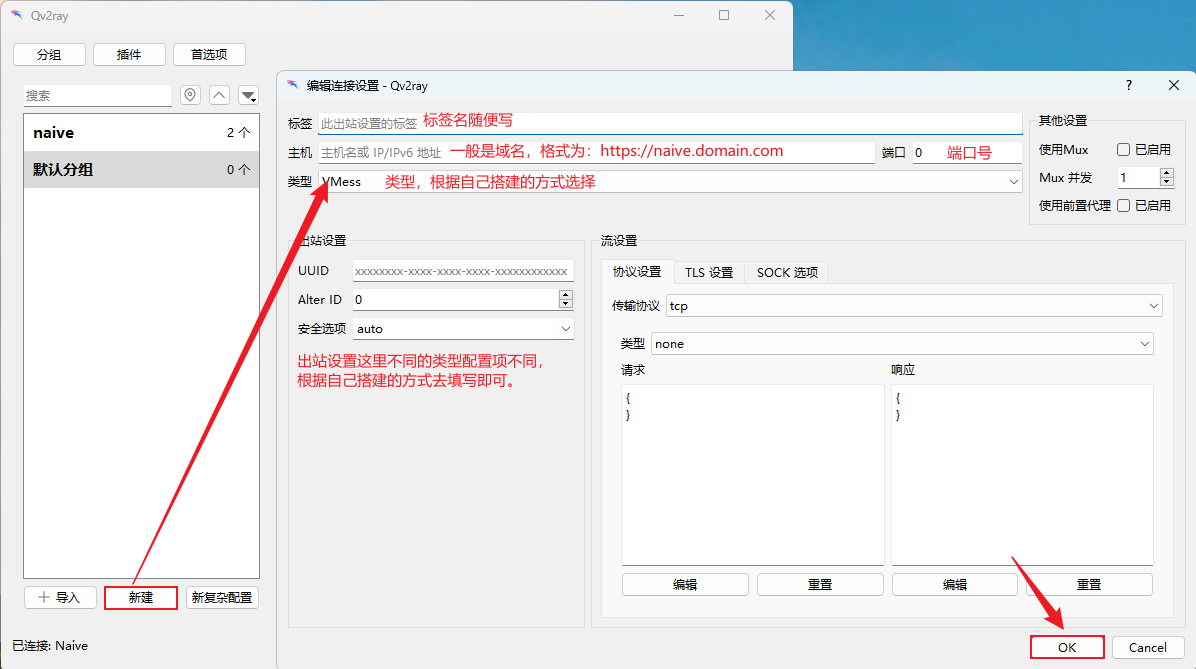 Qv2ray
分组 插件 首选项
搜索
naive 2 个
默认分组 0 个
导入 新建 新复杂配置
已连接: Naive
编辑连接设置 - Qv2ray ?
标签 此出站设置的标签 标签名随便写
主机 主机名或 IP/IPv6 地址 一般是域名，格式为：https://naive.domain.com 端口 0 端口号
类型 VMess 类型，根据自己搭建的方式选择
其他设置
使用Mux 已启用
Mux 并发 1
使用前置代理 已启用
出站设置
UUID xxxxxxxx-xxxx-xxxx-xxxx-xxxxxxxxxxxx
Alter ID 0
安全选项 auto
出站设置这里不同的类型配置项不同，
根据自己搭建的方式去填写即可。
流设置
协议设置 TLS 设置 SOCK 选项
传输协议 tcp
类型 none
请求 响应
{ {
} }
编辑 重置 编辑 重置
OK Cancel